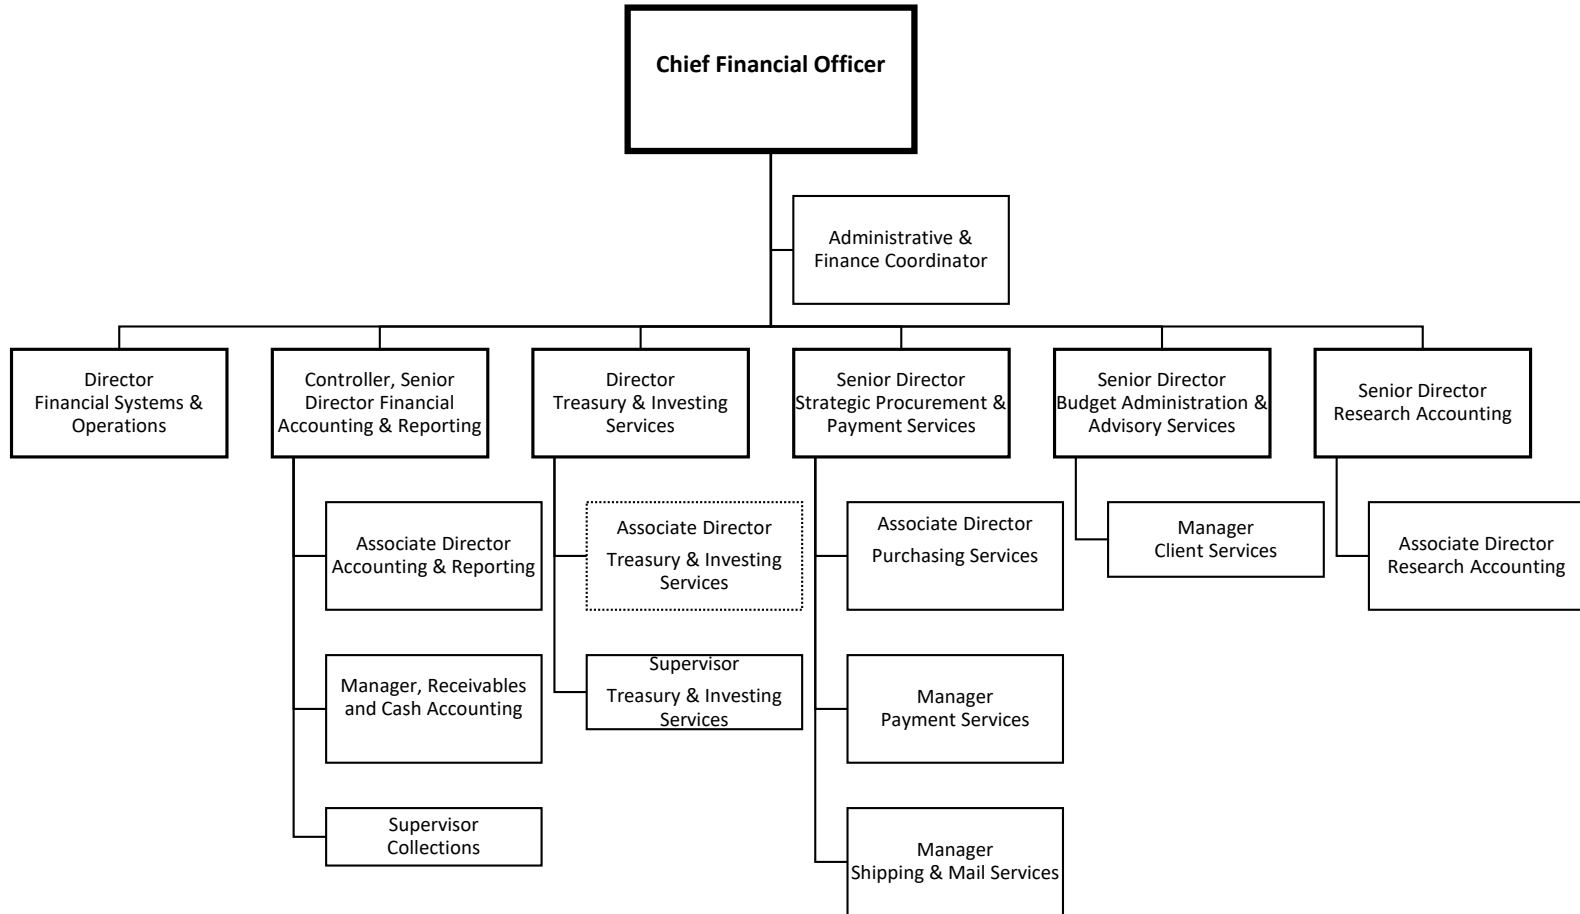 Chief Financial Officer
Administrative &
Finance Coordinator
Director
Financial Systems &
Operations
Controller, Senior
Director Financial
Accounting & Reporting
Director
Treasury & Investing
Services
Senior Director
Strategic Procurement &
Payment Services
Senior Director
Budget Administration &
Advisory Services
Senior Director
Research Accounting
Associate Director
Accounting & Reporting
Associate Director
Treasury & Investing
Services
Associate Director
Purchasing Services
Manager
Client Services
Associate Director
Research Accounting
Manager, Receivables
and Cash Accounting
Supervisor
Treasury & Investing
Services
Manager
Payment Services
Supervisor
Collections
Manager
Shipping & Mail Services